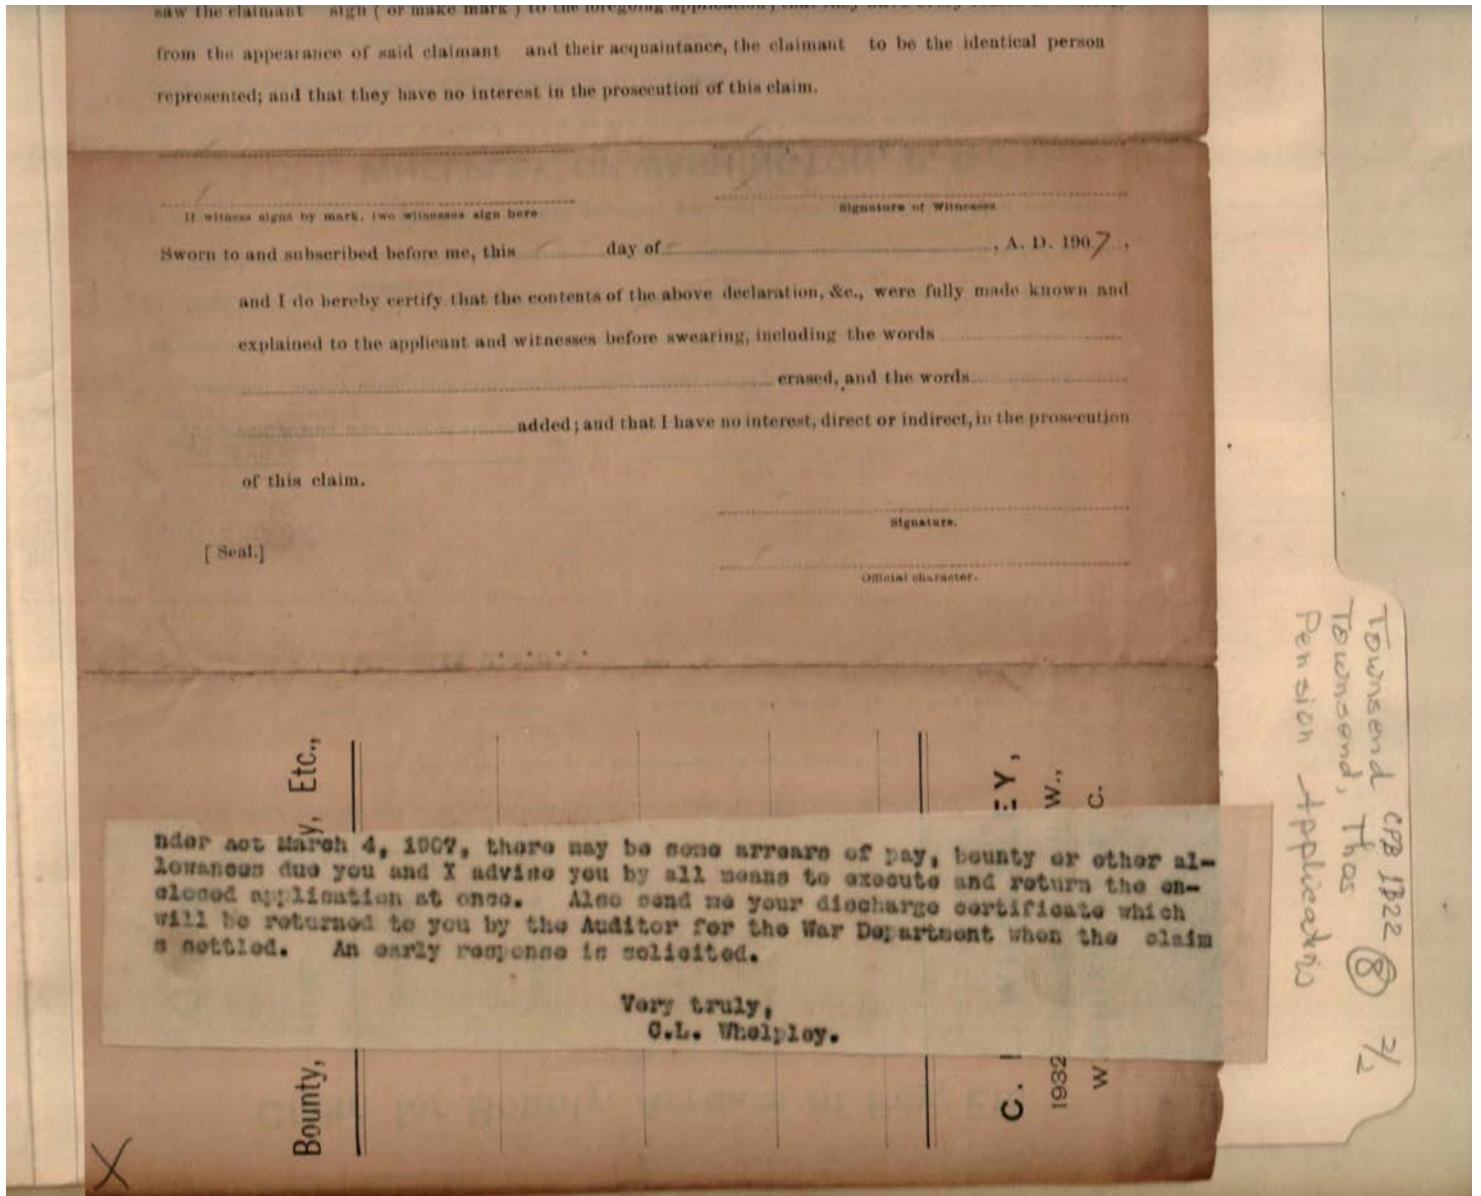 saw the claimant sign ( or make mark ) to the foregoing application; that they have every
from the appearance of said claimant and their acquaintance, the claimant to be the identical person
represented; and that they have no interest in the prosecution of this claim.
If witness signs by mark, two witnesses sign here
Signature of Witnesses
Sworn to and subscribed before me, this day of , A. D. 1907 ,
and I do hereby certify that the contents of the above declaration, &c., were fully made known and
explained to the applicant and witnesses before swearing, including the words
erased, and the words
added; and that I have no interest, direct or indirect, in the prosecution
of this claim.
Signature.
[ Seal.]
Official character.
Bounty, y, Etc.,
C. EY,
1932 W.,
W C.
nder act March 4, 1907, there may be some arrears of pay, bounty or other al-
lowances due you and I advise you by all means to execute and return the en-
closed application at once. Also send me your discharge certificate which
will be returned to you by the Auditor for the War Department when the claim
s settled. An early response is solicited.
Very truly,
C.L. Whelpley.
X
Townsend CPB 1B22 8 2/2
Townsend, Thos
Pension Application